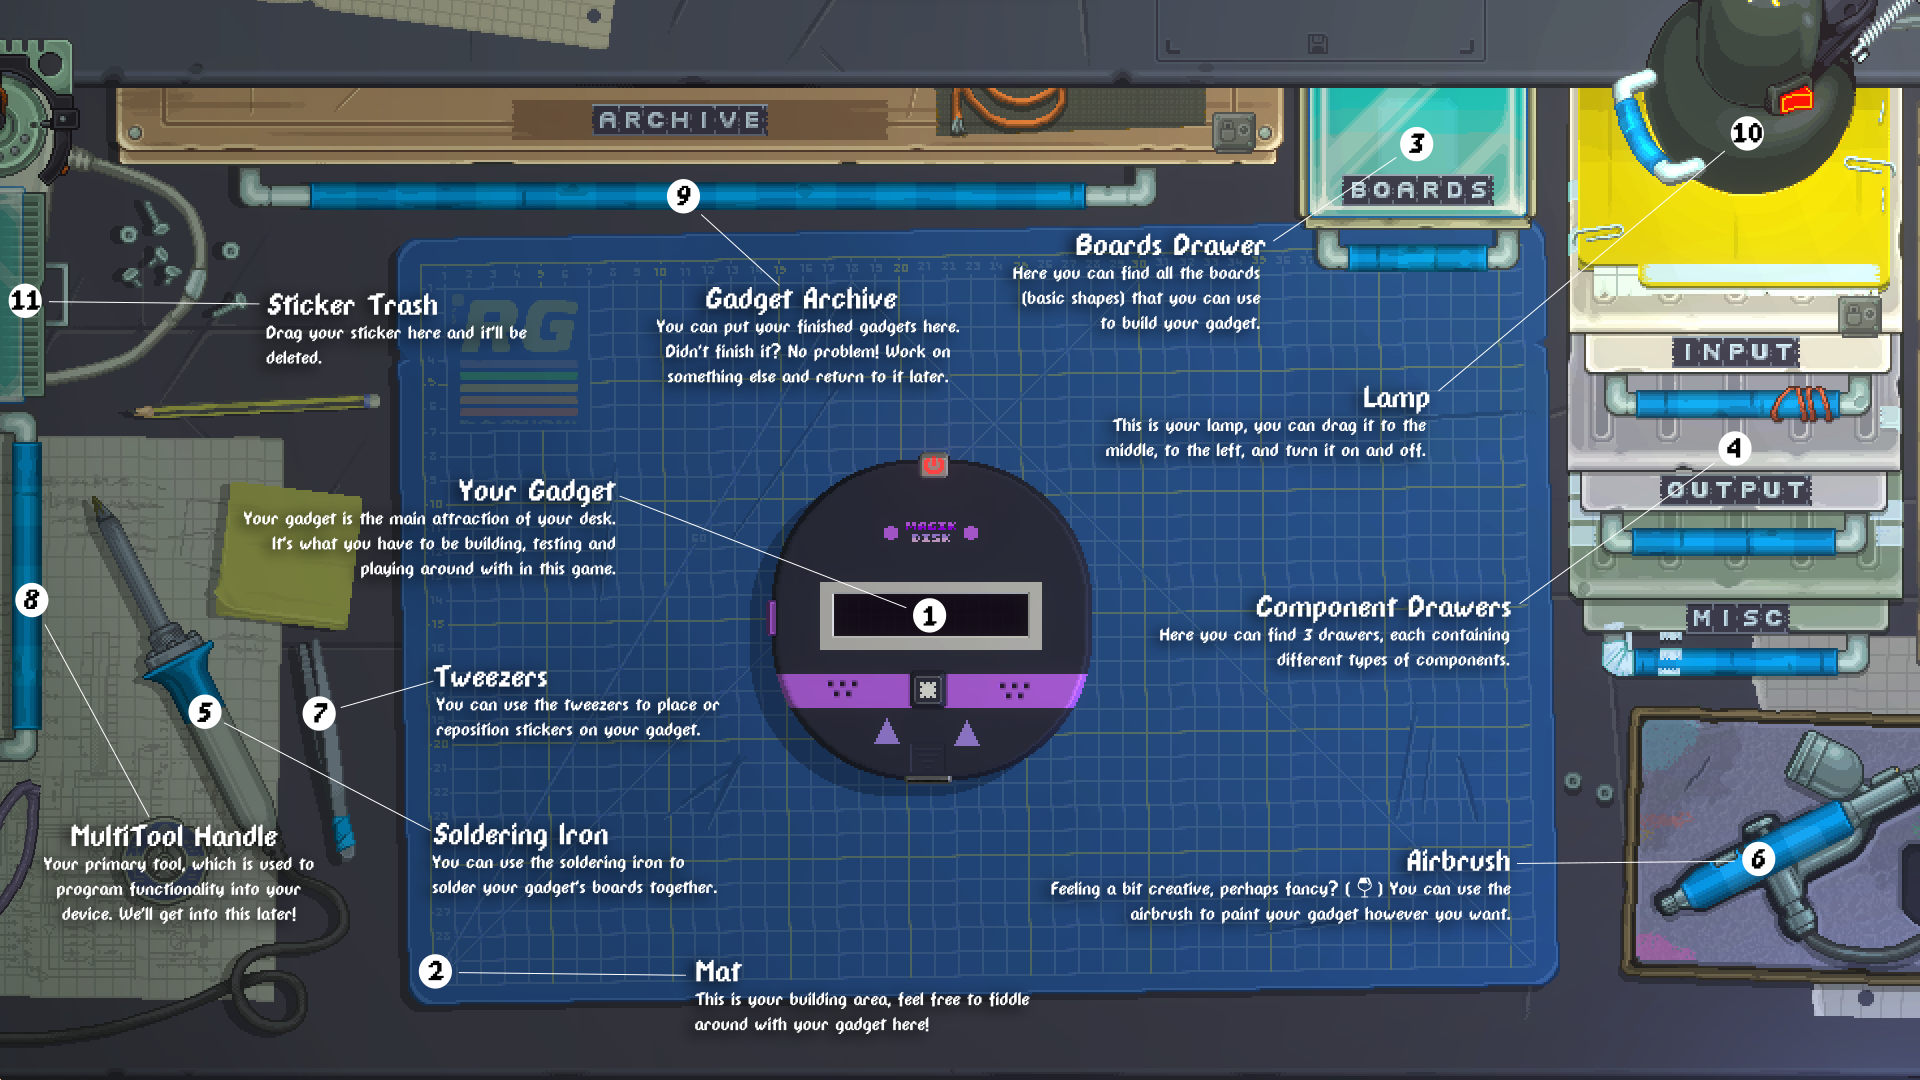 ARCHIVE
BOARDS
INPUT
OUTPUT
MISC
RG
MAGIK
DISK
1
Your Gadget
Your gadget is the main attraction of your desk.
It's what you have to be building, testing and
playing around with in this game.
2
Mat
This is your building area, feel free to fiddle
around with your gadget here!
3
Boards Drawer
Here you can find all the boards
(basic shapes) that you can use
to build your gadget.
4
Component Drawers
Here you can find 3 drawers, each containing
different types of components.
5
Soldering Iron
You can use the soldering iron to
solder your gadget's boards together.
6
Airbrush
Feeling a bit creative, perhaps fancy? ( 🍷 ) You can use the
airbrush to paint your gadget however you want.
7
Tweezers
You can use the tweezers to place or
reposition stickers on your gadget.
8
MultiTool Handle
Your primary tool, which is used to
program functionality into your
device. We'll get into this later!
9
Gadget Archive
You can put your finished gadgets here.
Didn't finish it? No problem! Work on
something else and return to it later.
10
Lamp
This is your lamp, you can drag it to the
middle, to the left, and turn it on and off.
11
Sticker Trash
Drag your sticker here and it'll be
deleted.